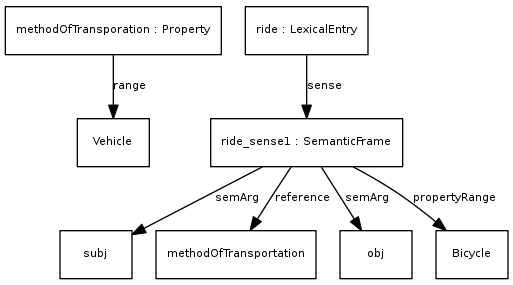 methodOfTransporation : Property
ride : LexicalEntry
range
sense
Vehicle
ride_sense1 : SemanticFrame
semArg
reference
semArg
propertyRange
subj
methodOfTransportation
obj
Bicycle